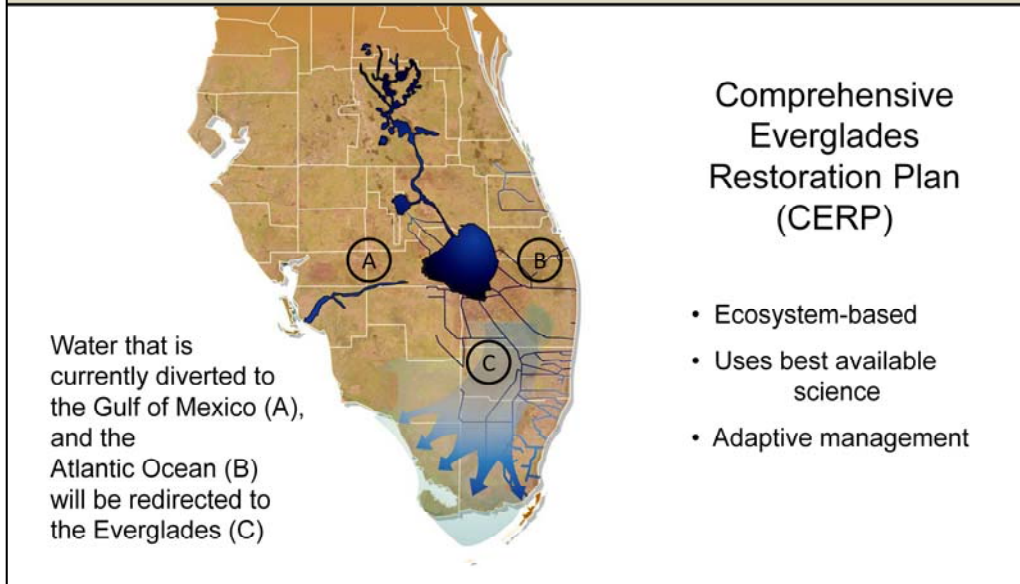 Comprehensive
Everglades
Restoration Plan
(CERP)
A
B
C
Water that is
currently diverted to
the Gulf of Mexico (A),
and the
Atlantic Ocean (B)
will be redirected to
the Everglades (C)
• Ecosystem-based
• Uses best available
science
• Adaptive management